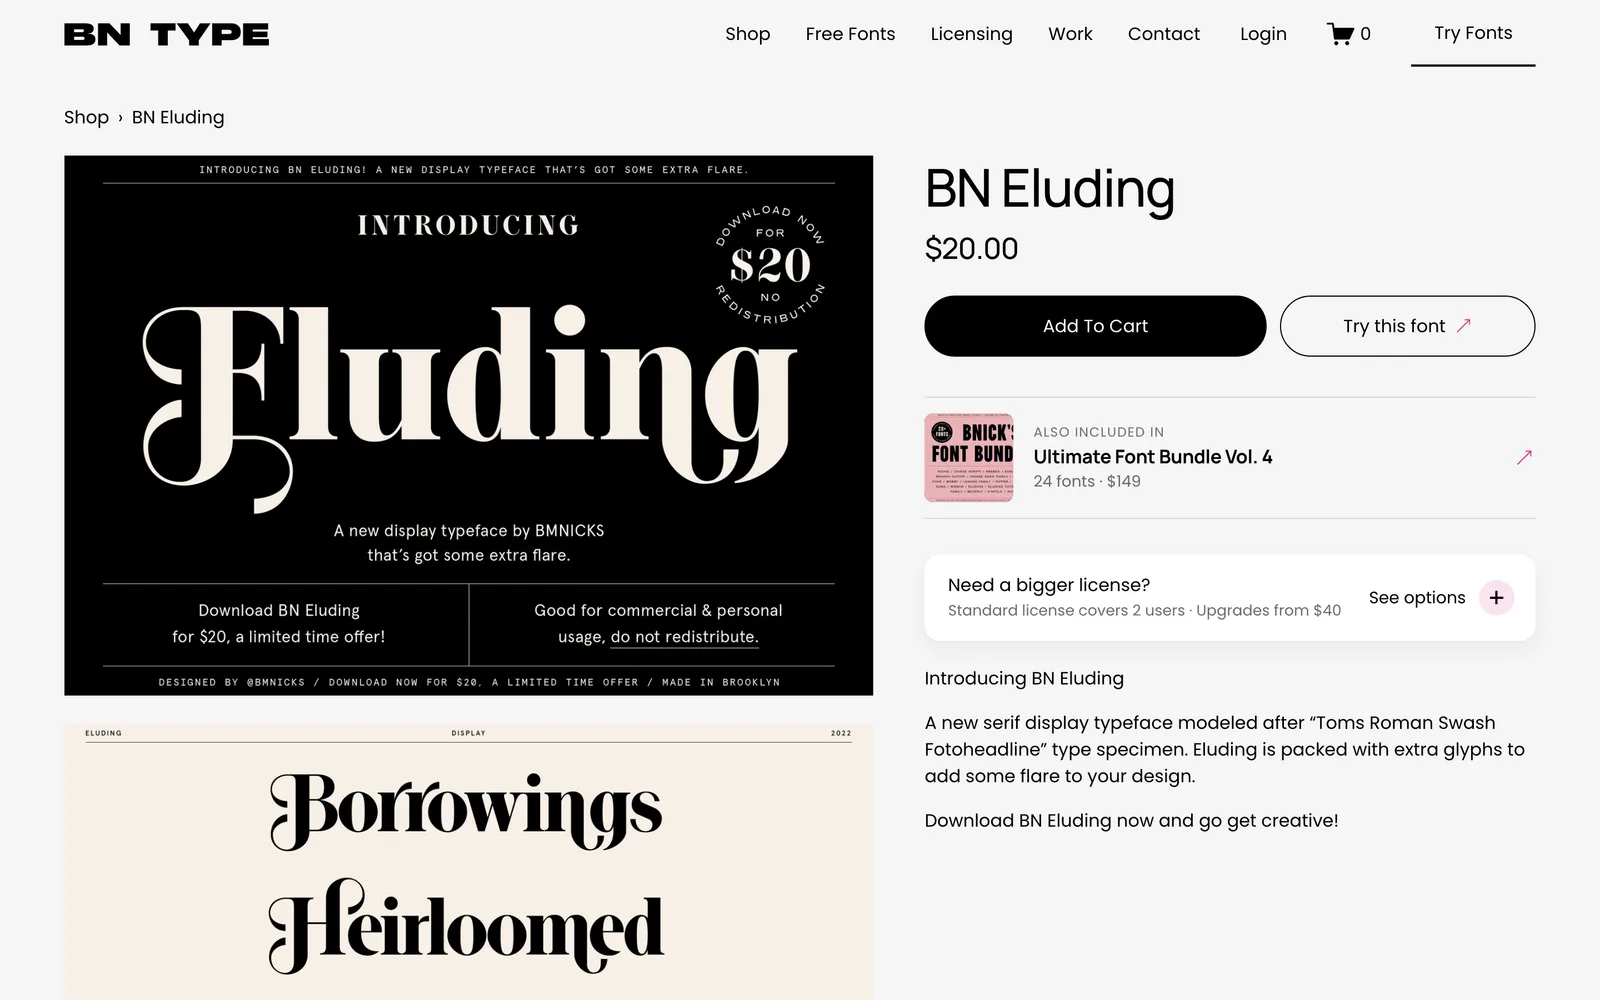 BN TYPE
Shop
Free Fonts
Licensing
Work
Contact
Login
0
Try Fonts
Shop › BN Eluding
INTRODUCING BN ELUDING! A NEW DISPLAY TYPEFACE THAT'S GOT SOME EXTRA FLARE.
INTRODUCING
DOWNLOAD NOW
FOR
$20
NO
REDISTRIBUTION
Eluding
A new display typeface by BMNICKS
that's got some extra flare.
Download BN Eluding
for $20, a limited time offer!
Good for commercial & personal
usage, do not redistribute.
DESIGNED BY @BMNICKS / DOWNLOAD NOW FOR $20, A LIMITED TIME OFFER / MADE IN BROOKLYN
ELUDING
DISPLAY
2022
Borrowings
Heirloomed
BN Eluding
$20.00
Add To Cart
Try this font
BNICK'S
FONT BUND
ALSO INCLUDED IN
Ultimate Font Bundle Vol. 4
24 fonts · $149
Need a bigger license?
Standard license covers 2 users · Upgrades from $40
See options
Introducing BN Eluding
A new serif display typeface modeled after “Toms Roman Swash
Fotoheadline” type specimen. Eluding is packed with extra glyphs to
add some flare to your design.
Download BN Eluding now and go get creative!